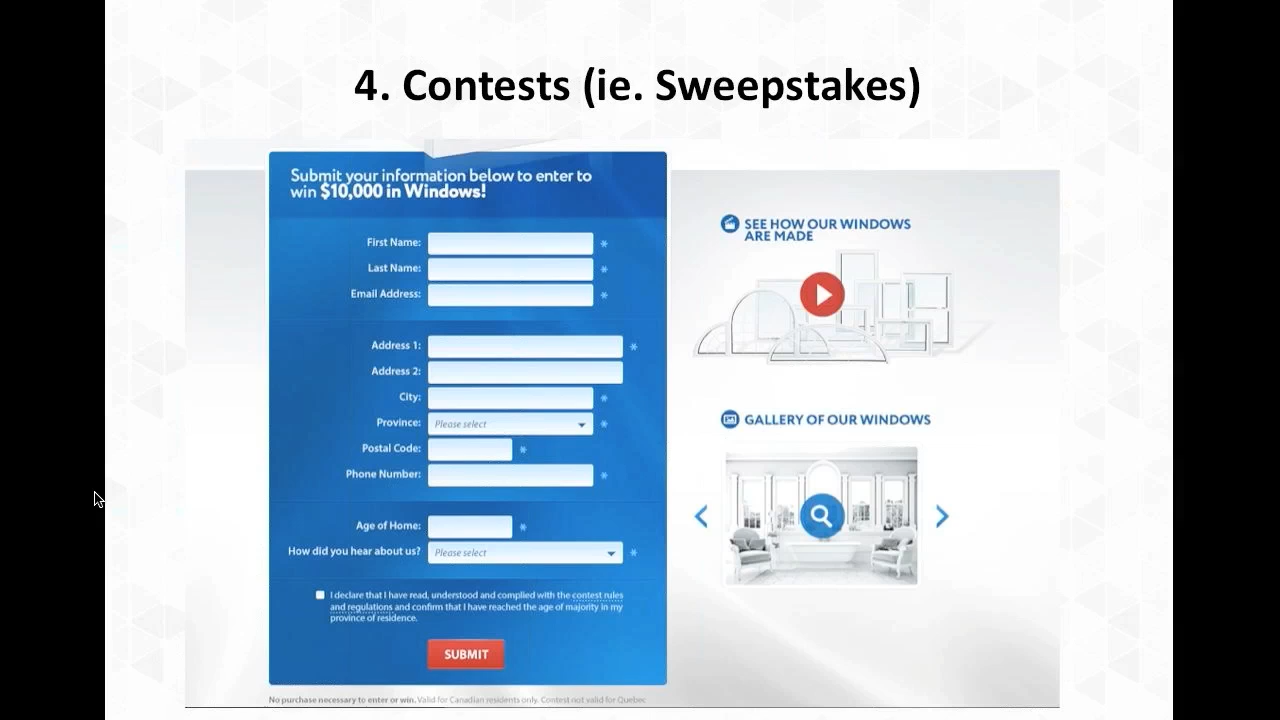 4. Contests (ie. Sweepstakes)
Submit your information below to enter to
win $10,000 in Windows!
First Name: *
Last Name: *
Email Address: *
Address 1: *
Address 2:
City: *
Province: Please select *
Postal Code: *
Phone Number: *
Age of Home: *
How did you hear about us? Please select *
I declare that I have read, understood and complied with the contest rules
and regulations and confirm that I have reached the age of majority in my
province of residence.
SUBMIT
No purchase necessary to enter or win. Valid for Canadian residents only. Contest not valid for Quebec
SEE HOW OUR WINDOWS
ARE MADE
GALLERY OF OUR WINDOWS